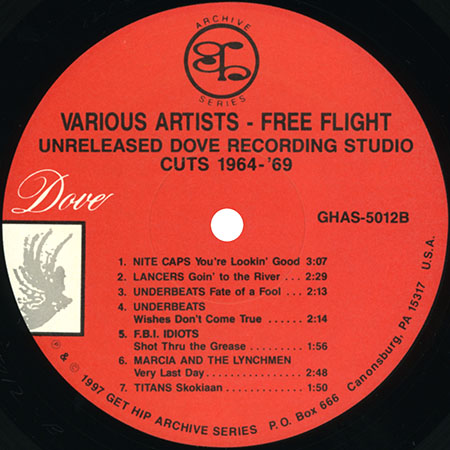 ARCHIVE
SERIES
VARIOUS ARTISTS - FREE FLIGHT
UNRELEASED DOVE RECORDING STUDIO
CUTS 1964-'69
Dove
GHAS-5012B
1. NITE CAPS You're Lookin' Good 3:07
2. LANCERS Goin' to the River ... 2:29
3. UNDERBEATS Fate of a Fool .. 2:13
4. UNDERBEATS
Wishes Don't Come True ..... 2:14
5. F.B.I. IDIOTS
Shot Thru the Grease ......... 1:56
6. MARCIA AND THE LYNCHMEN
Very Last Day ................ 2:48
7. TITANS Skokiaan ............ 1:50
℗ & © 1997 GET HIP ARCHIVE SERIES P.O. Box 666 Canonsburg, PA 15317 U.S.A.